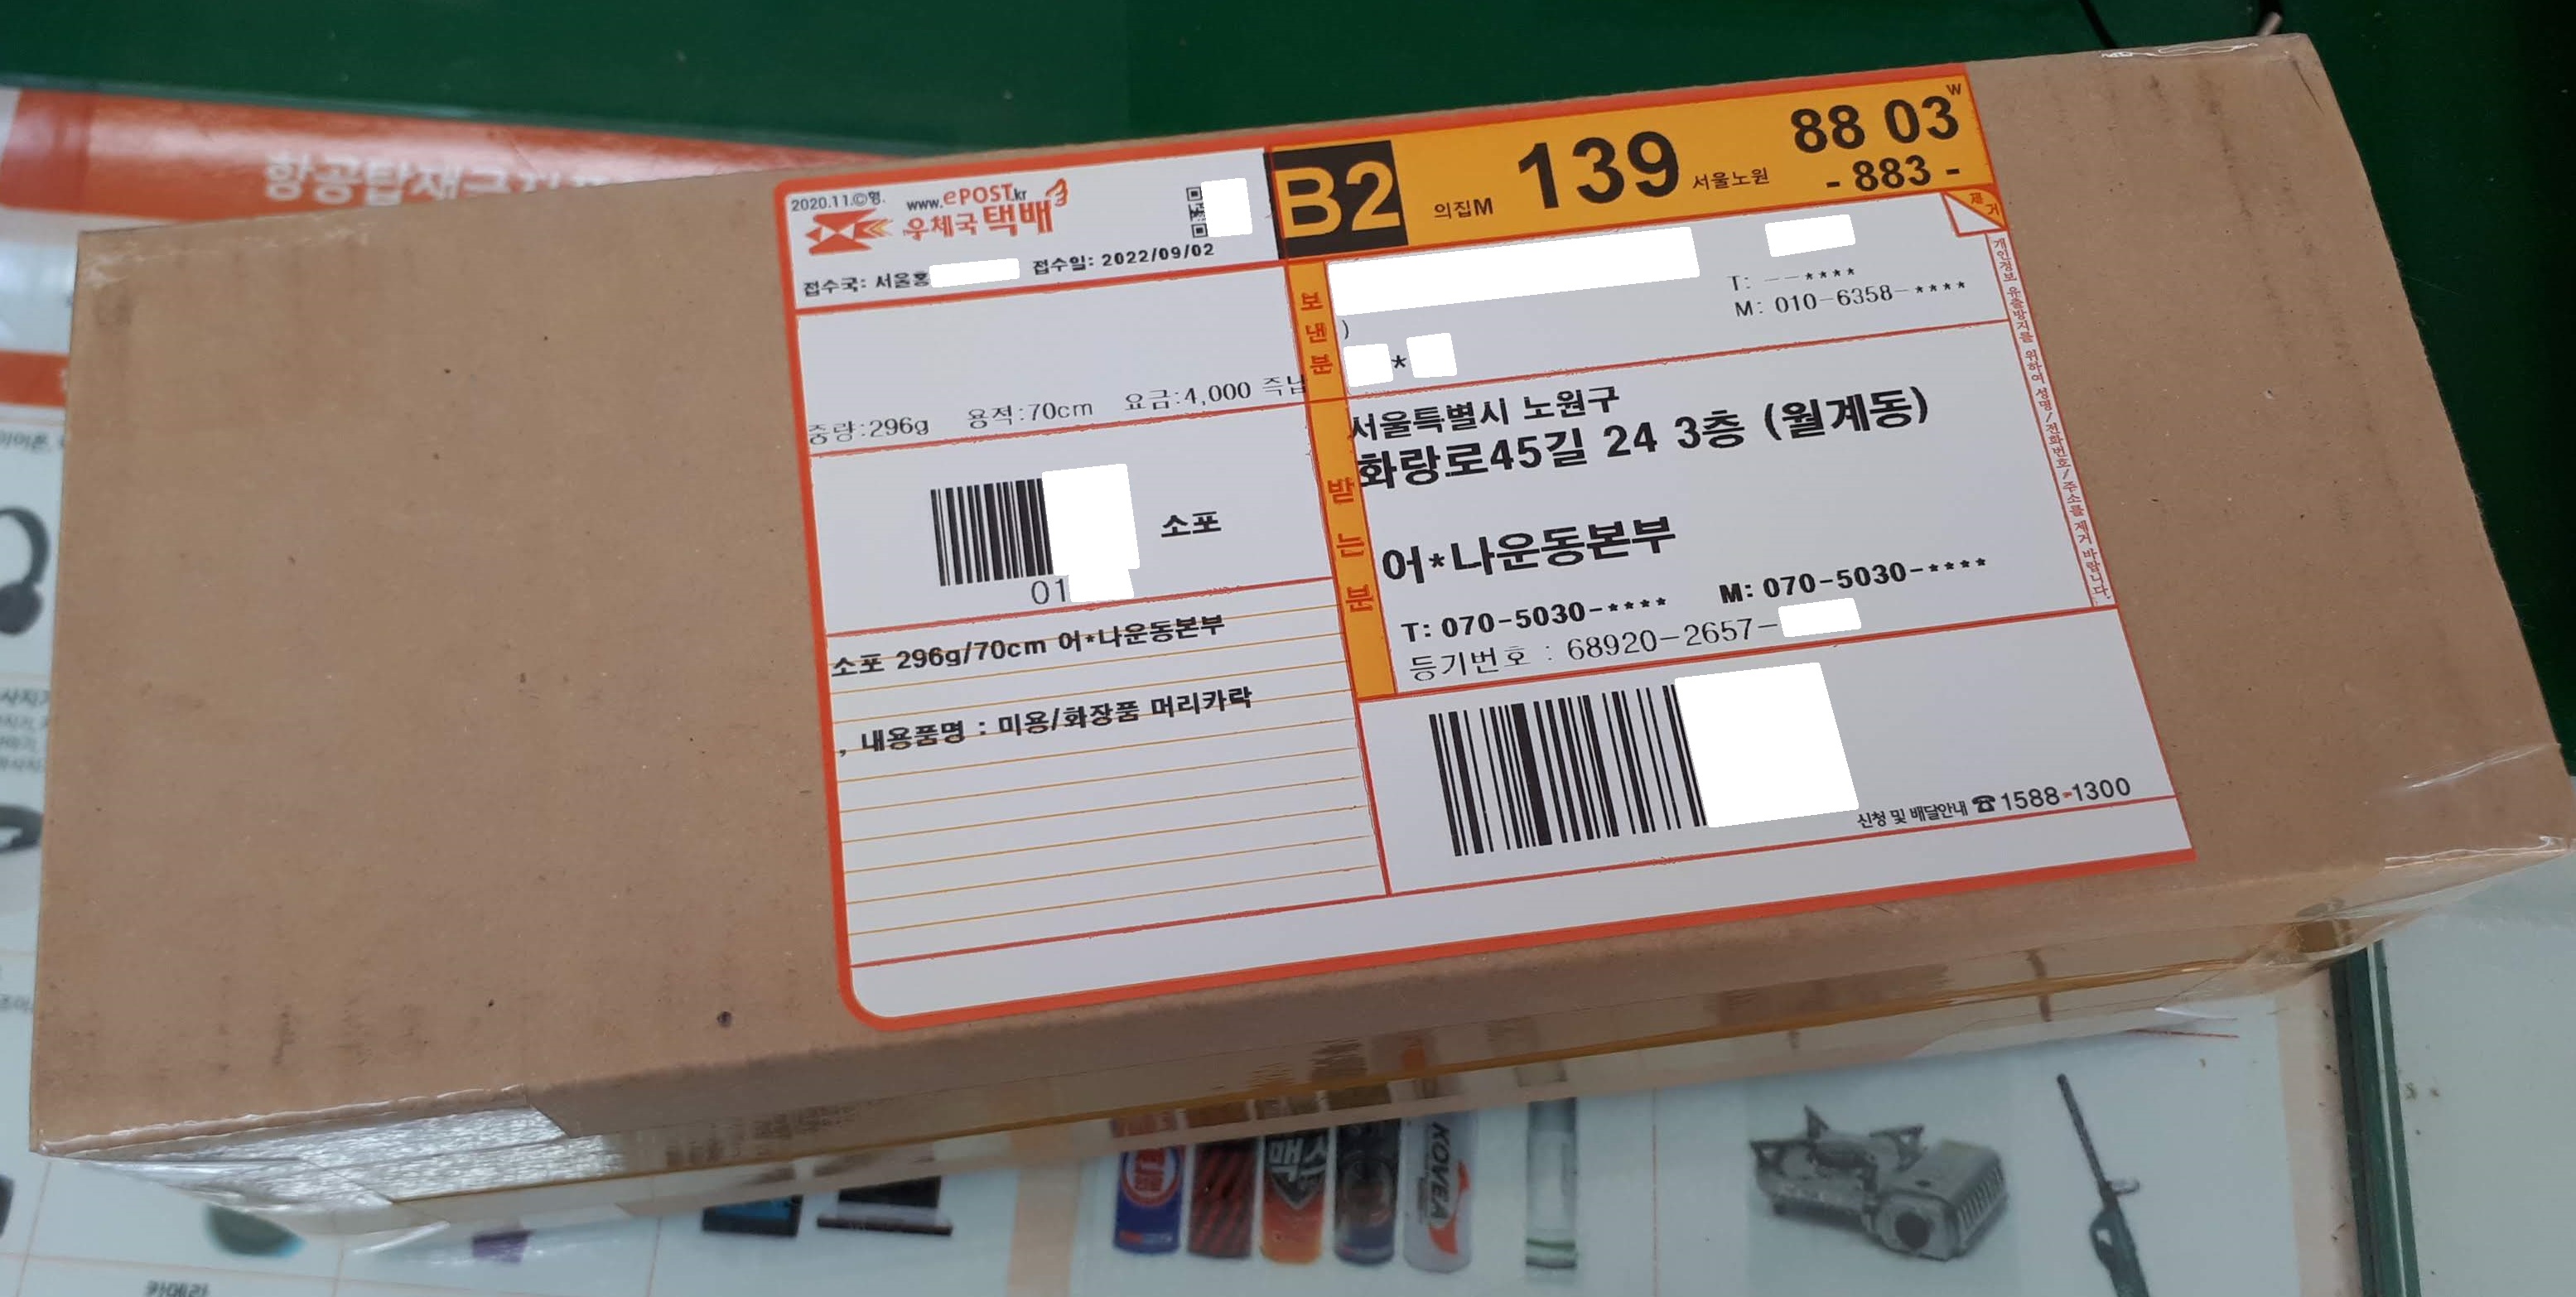 항공탑재금지
2020.11.©형.
www.ePOST.kr
우체국 택배
접수국: 서울홍
접수일: 2022/09/02
B2
의집M
139
서울노원
88 03
W
- 883 -
제거
보낸분
)
*
T: --****
M: 010-6358-****
개인정보 유출방지를 위하여 성명/전화번호/주소를 제거 바랍니다.
중량:296g 용적:70cm 요금:4,000 즉납
소포
01
소포 296g/70cm 어*나운동본부
, 내용품명 : 미용/화장품 머리카락
받는분
서울특별시 노원구
화랑로45길 24 3층 (월계동)
어*나운동본부
T: 070-5030-**** M: 070-5030-****
등기번호 : 68920-2657-
신청 및 배달안내 ☎ 1588-1300
KOVEA
카메라